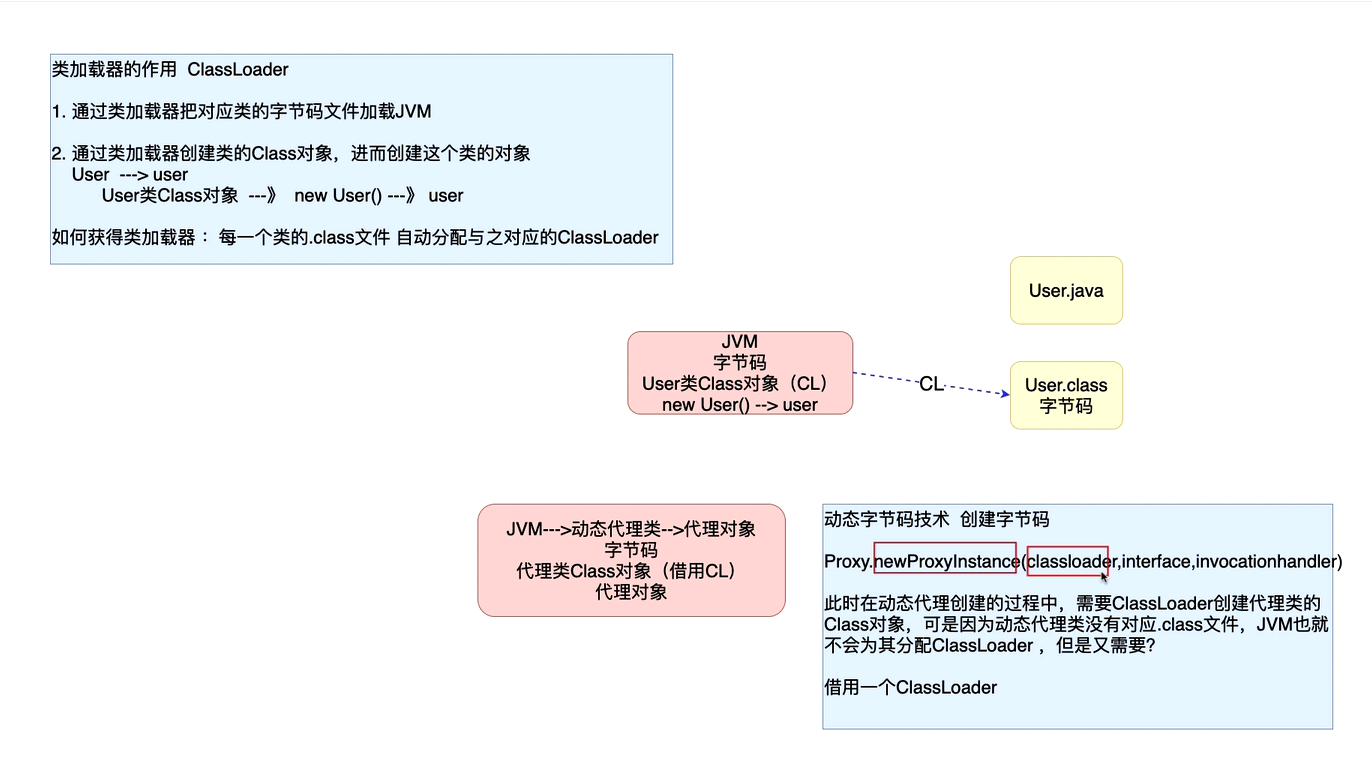 类加载器的作用 ClassLoader
1. 通过类加载器把对应类的字节码文件加载JVM
2. 通过类加载器创建类的Class对象，进而创建这个类的对象
User ---> user
User类Class对象 ---》 new User() ---》 user
如何获得类加载器： 每一个类的.class文件 自动分配与之对应的ClassLoader
User.java
JVM
字节码
User类Class对象（CL）
new User() --> user
CL
User.class
字节码
JVM--->动态代理类-->代理对象
字节码
代理类Class对象（借用CL）
代理对象
动态字节码技术 创建字节码
Proxy.newProxyInstance(classloader,interface,invocationhandler)
此时在动态代理创建的过程中，需要ClassLoader创建代理类的
Class对象，可是因为动态代理类没有对应.class文件，JVM也就
不会为其分配ClassLoader ，但是又需要?
借用一个ClassLoader